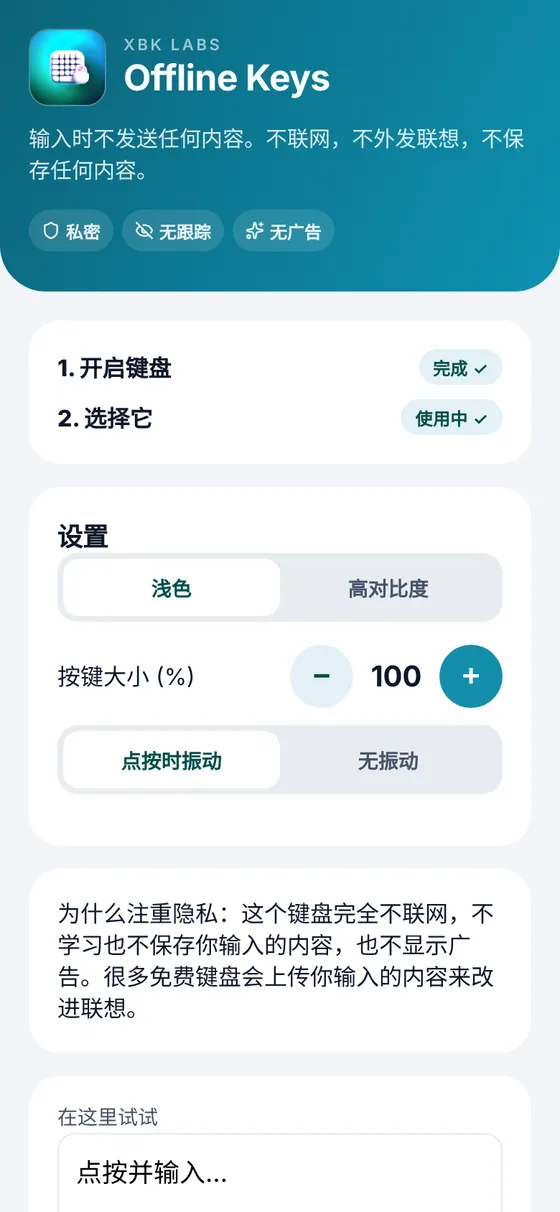 XBK LABS
Offline Keys
输入时不发送任何内容。不联网，不外发联想，不保
存任何内容。
私密
无跟踪
无广告
1. 开启键盘
完成 ✓
2. 选择它
使用中 ✓
设置
浅色
高对比度
按键大小 (%)
− 100 +
点按时振动
无振动
为什么注重隐私：这个键盘完全不联网，不
学习也不保存你输入的内容，也不显示广
告。很多免费键盘会上传你输入的内容来改
进联想。
在这里试试
点按并输入...